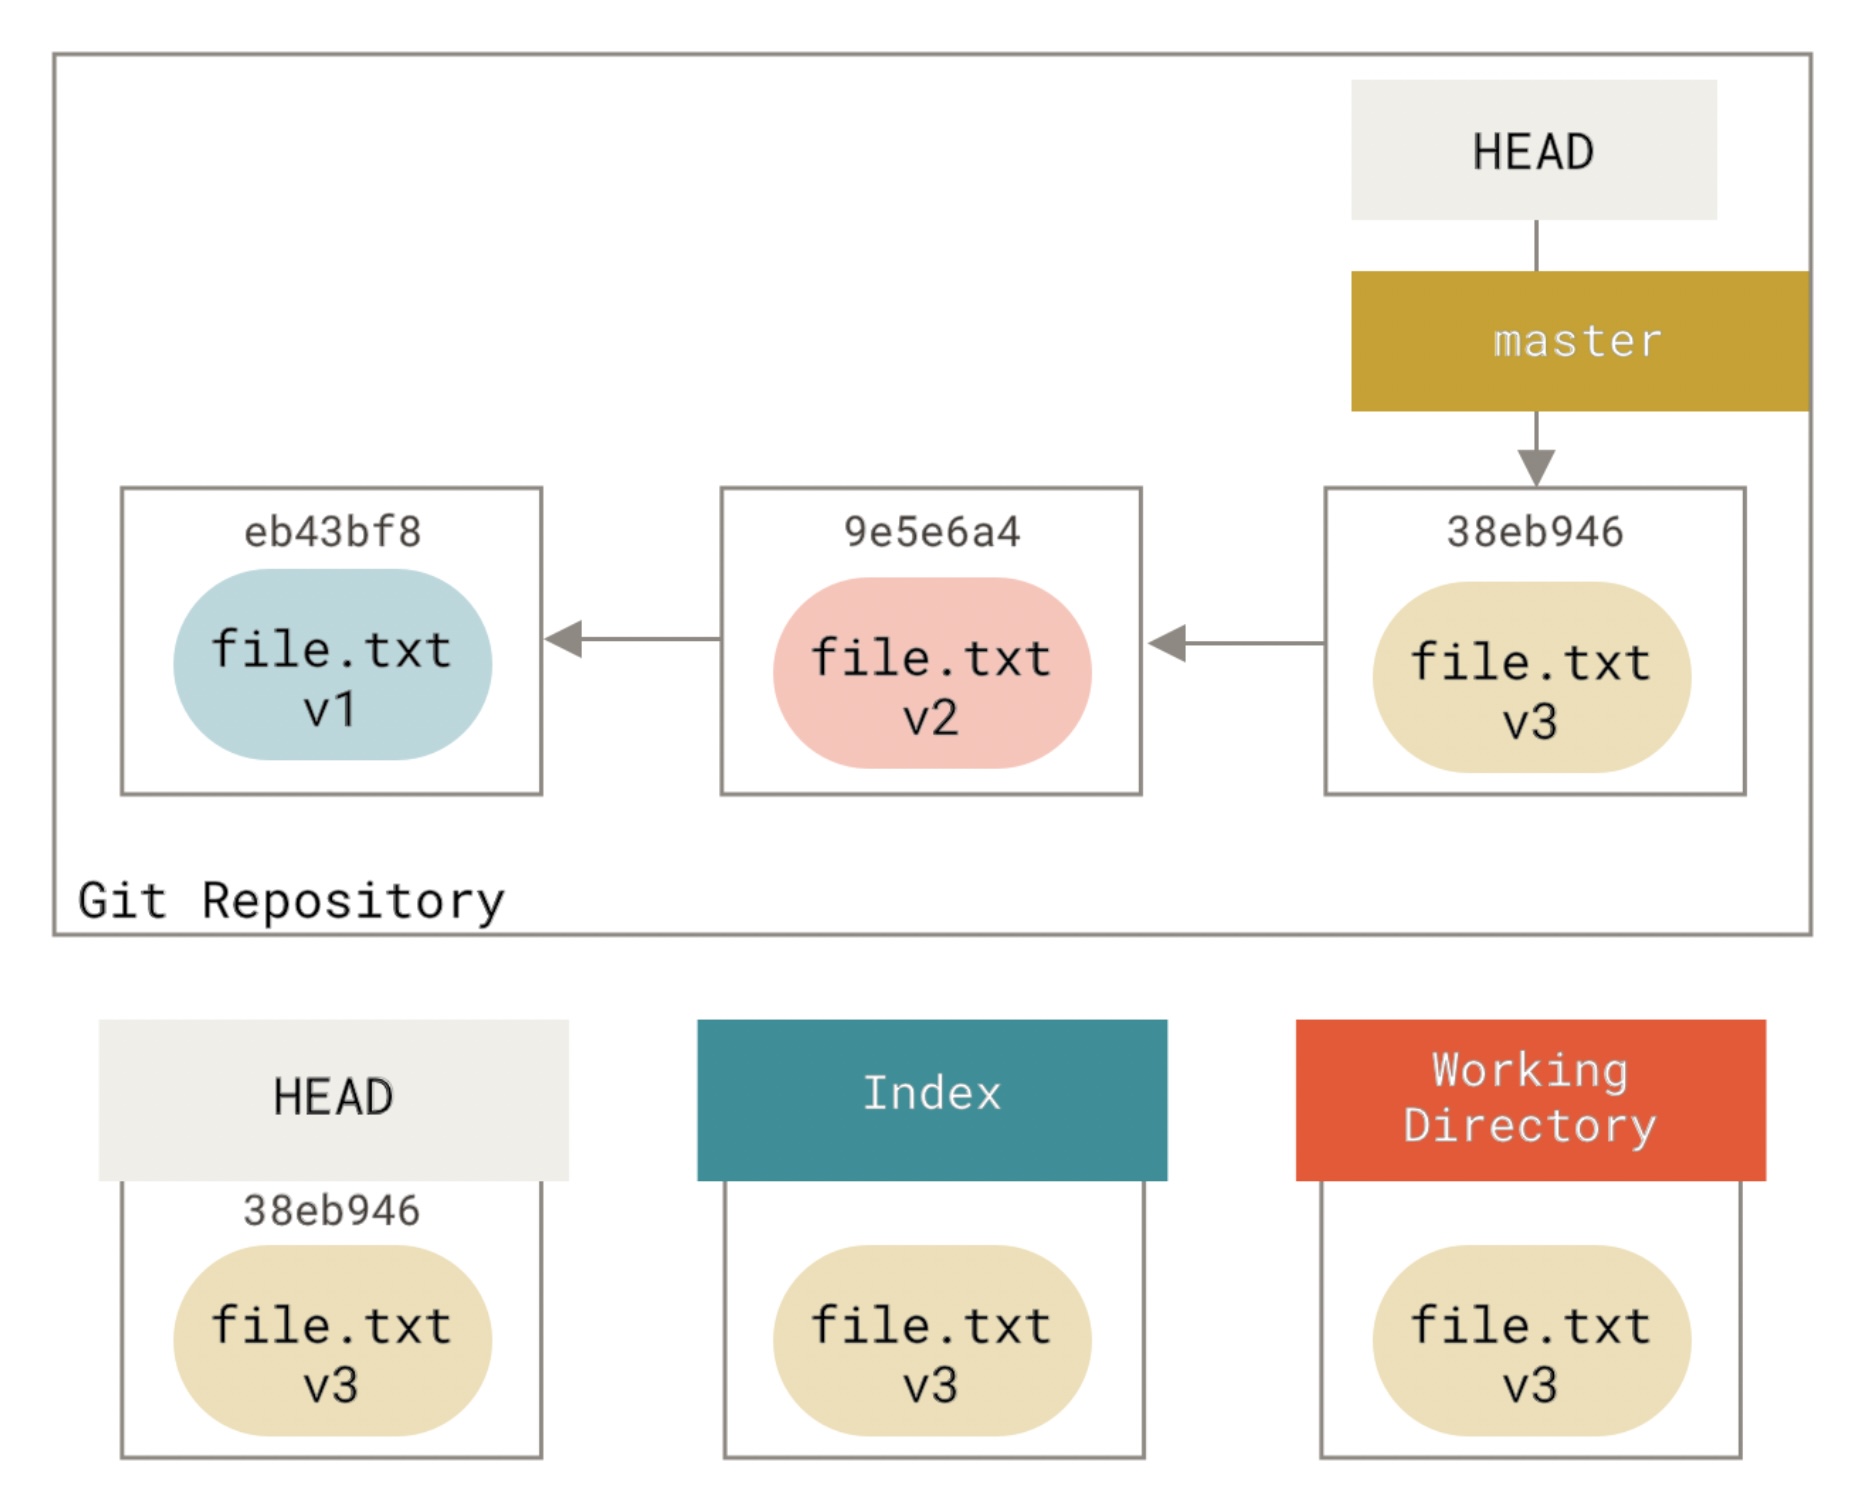 HEAD
master
eb43bf8
file.txt
v1
9e5e6a4
file.txt
v2
38eb946
file.txt
v3
Git Repository
HEAD
38eb946
file.txt
v3
Index
file.txt
v3
Working
Directory
file.txt
v3